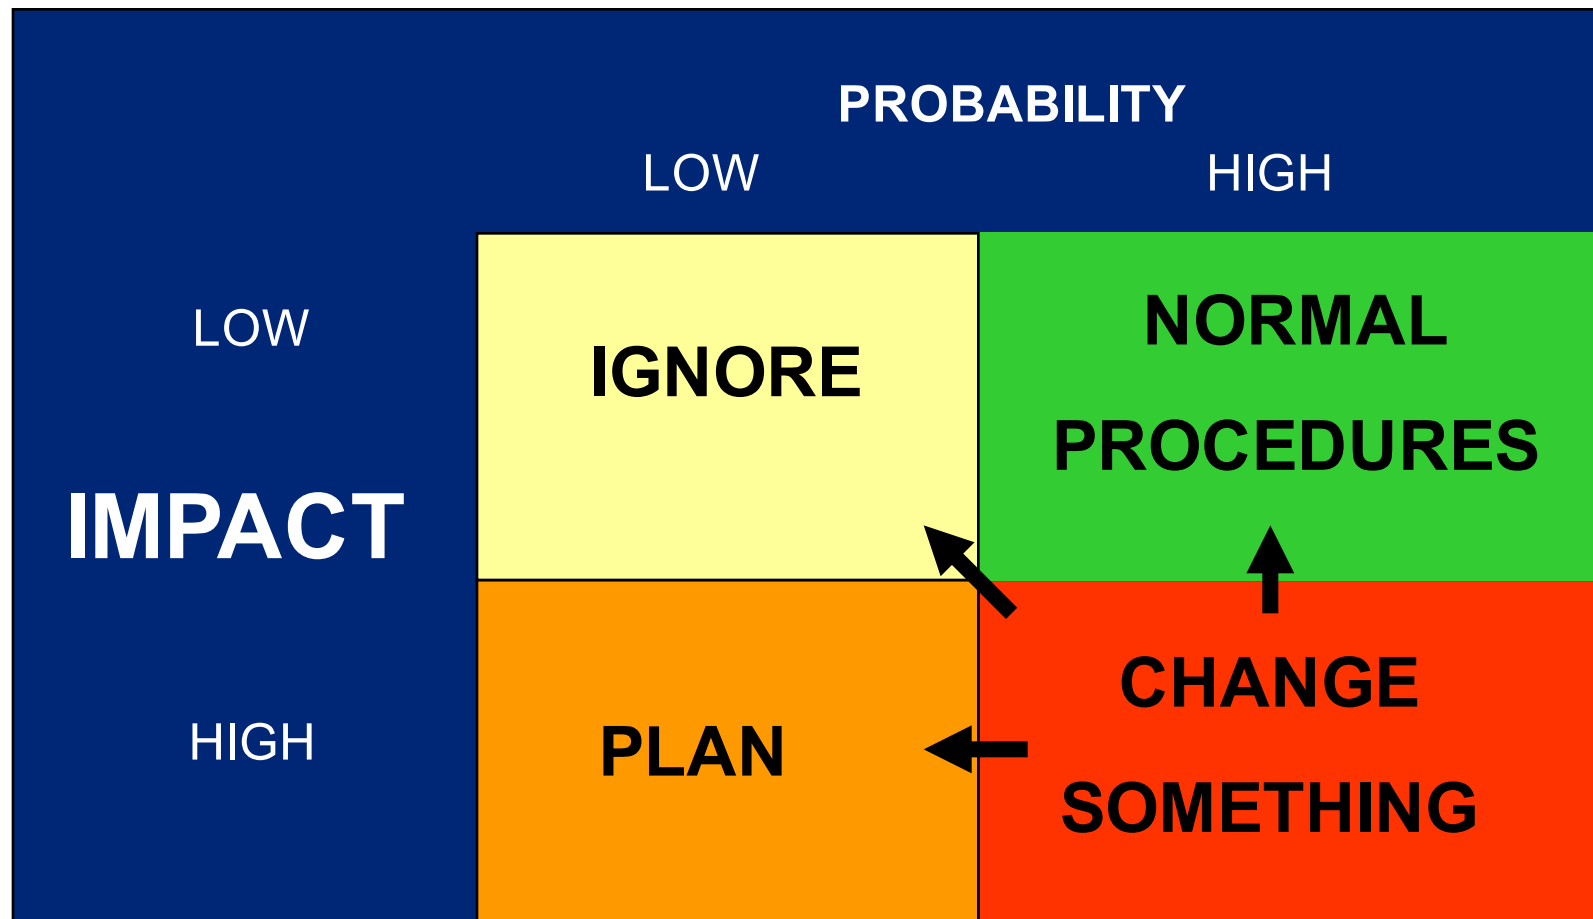 PROBABILITY
LOW
HIGH
LOW
IGNORE
NORMAL
PROCEDURES
IMPACT
HIGH
PLAN
CHANGE
SOMETHING